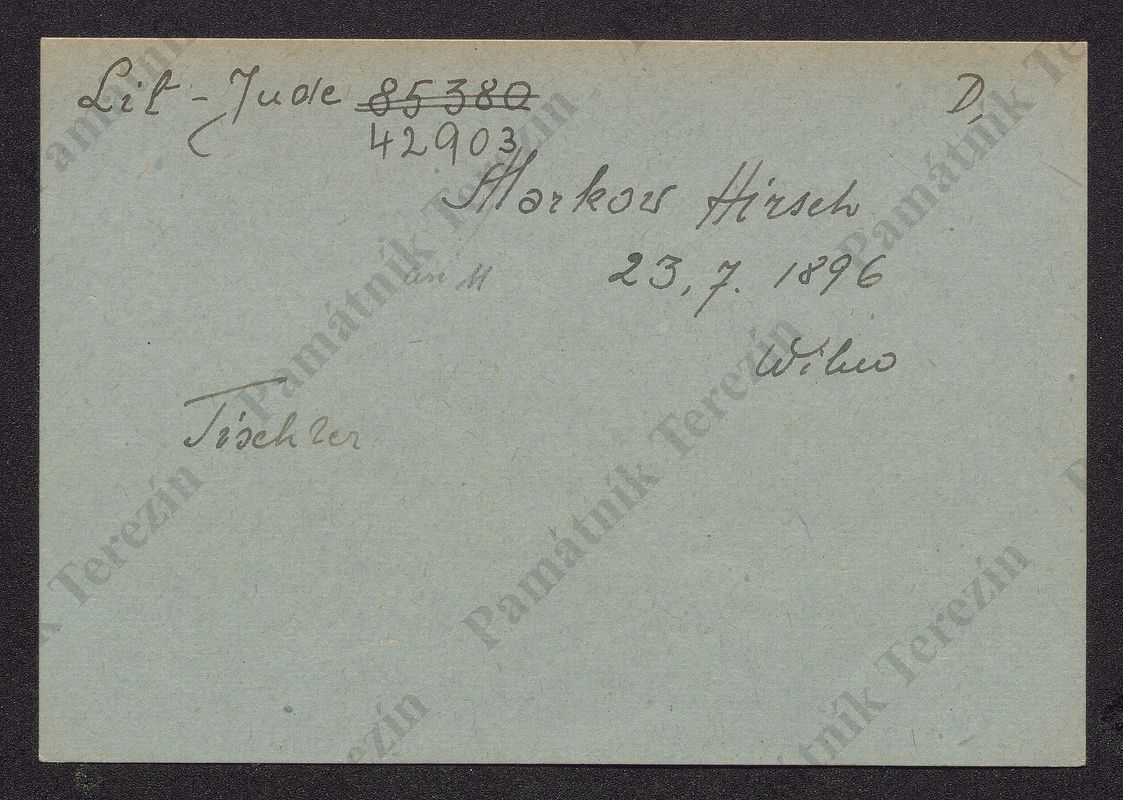 Lit - Jude 85380 D,
42903
Markow Hirsch
23, 7. 1896
Wilno
Tischler
Památník Terezín